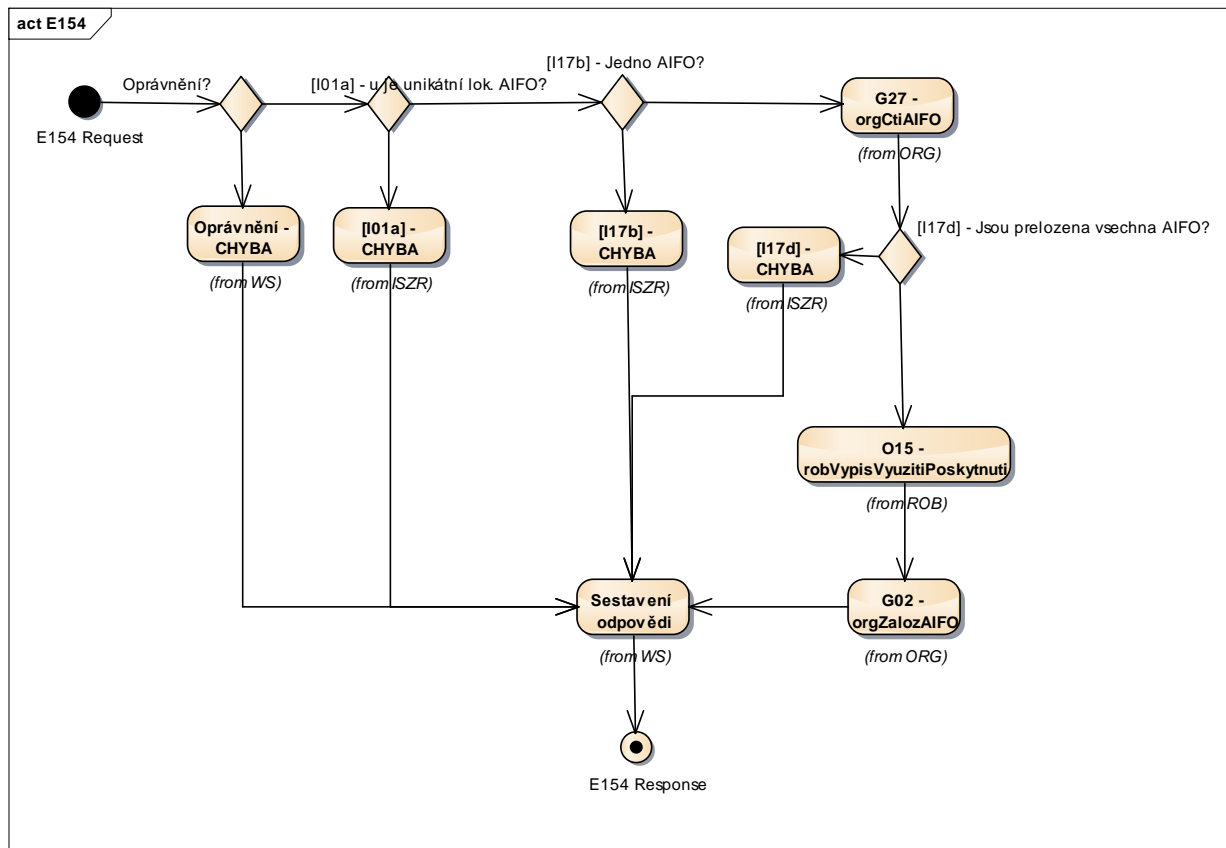 act E154
[I17b] - Jedno AIFO?
Oprávnění?
[I01a] - u je unikátní lok. AIFO?
E154 Request
G27 -
orgCtiAIFO
(from ORG)
Oprávnění -
CHYBA
(from WS)
[I01a] -
CHYBA
(from ISZR)
[I17b] -
CHYBA
(from ISZR)
[I17d] - Jsou prelozena vsechna AIFO?
[I17d] -
CHYBA
(from ISZR)
O15 -
robVypisVyuzitiPoskytnuti
(from ROB)
Sestavení
odpovědi
(from WS)
G02 -
orgZalozAIFO
(from ORG)
E154 Response